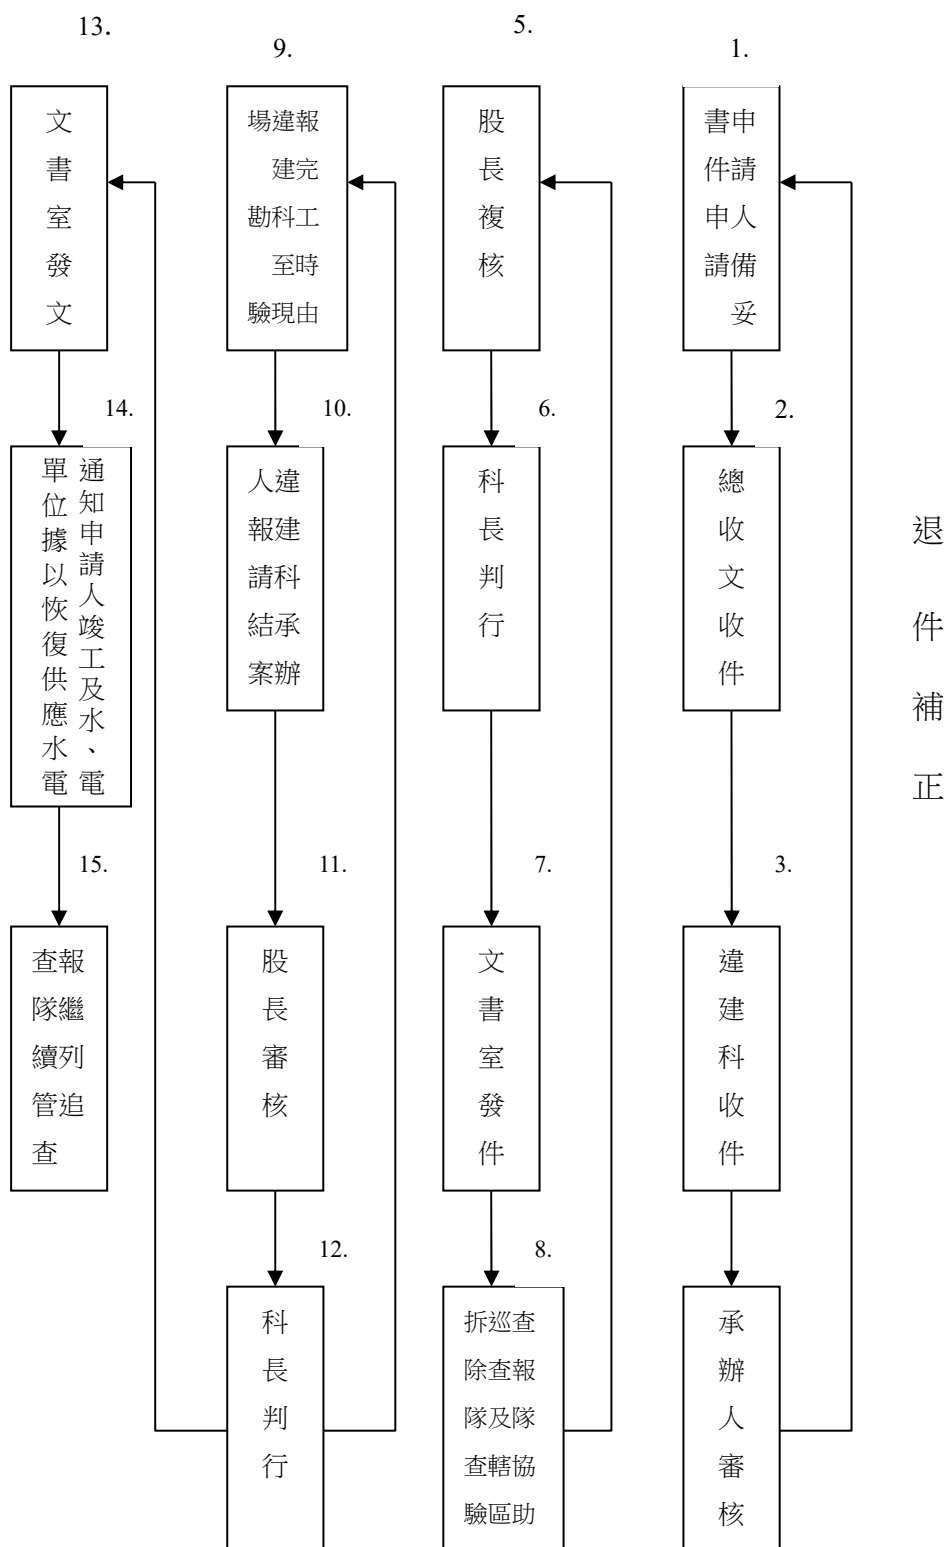 1.
申請人備妥
書件申請
2.
總收文收件
3.
違建科收件
承辦人審核
退件補正
5.
股長複核
6.
科長判行
7.
文書室發件
8.
查報隊協助
巡查及轄區
拆除隊查驗
9.
報完工時由
違建科至現
場勘驗
10.
違建科承辦
人報請結案
11.
股長審核
12.
科長判行
13.
文書室發文
14.
通知申請人竣工及水、電
單位據以恢復供應水電
15.
查報
隊繼
續列
管追
查